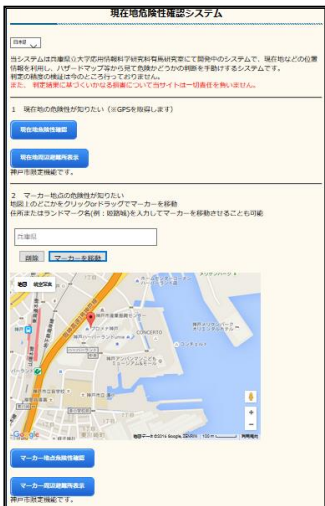 現在地危険性確認システム
日本語
当システムは兵庫県立大学応用情報科学研究科有馬研究室にて開発中のシステムで、現在地などの位置
情報を利用し、ハザードマップ等から見て危険かどうかの判断を手助けするシステムです。
判定の精度の検証は今のところ行っておりません。
また、判定結果に基づくいかなる損害について当サイトは一切責任を負いません。
1 現在地の危険性が知りたい（※GPSを取得します）
現在地危険性確認
現在地周辺避難所表示
神戸市限定機能です。
2 マーカー地点の危険性が知りたい
地図上のどこかをクリックorドラッグでマーカーを移動
住所またはランドマーク名(例：姫路城)を入力してマーカーを移動させることも可能
兵庫県
削除 マーカーを移動
地図 航空写真
CONCERTO
Google
地図データ ©2016 Google, ZENRIN 100 m 利用規約
マーカー地点危険性確認
マーカー周辺避難所表示
神戸市限定機能です。